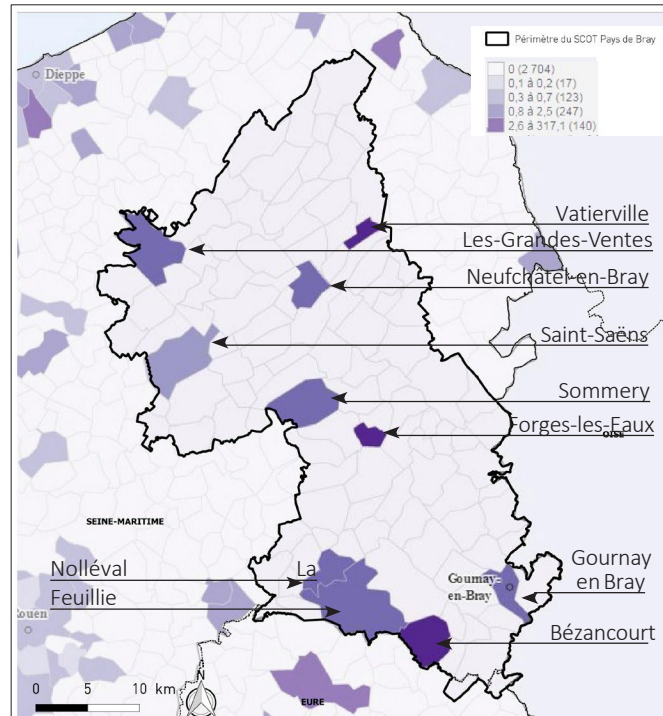 Périmètre du SCOT Pays de Bray
0 (2 704)
0,1 à 0,2 (17)
0,3 à 0,7 (123)
0,8 à 2,5 (247)
2,6 à 317,1 (140)
Dieppe
Vatierville
Les-Grandes-Ventes
Neufchâtel-en-Bray
Saint-Saëns
Sommery
Forges-les-Eaux
OISE
SEINE-MARITIME
Nolléval La
Feuillie
Gournay-
en-Bray
Gournay
en Bray
Rouen
Bézancourt
N
0 5 10 km
EURE